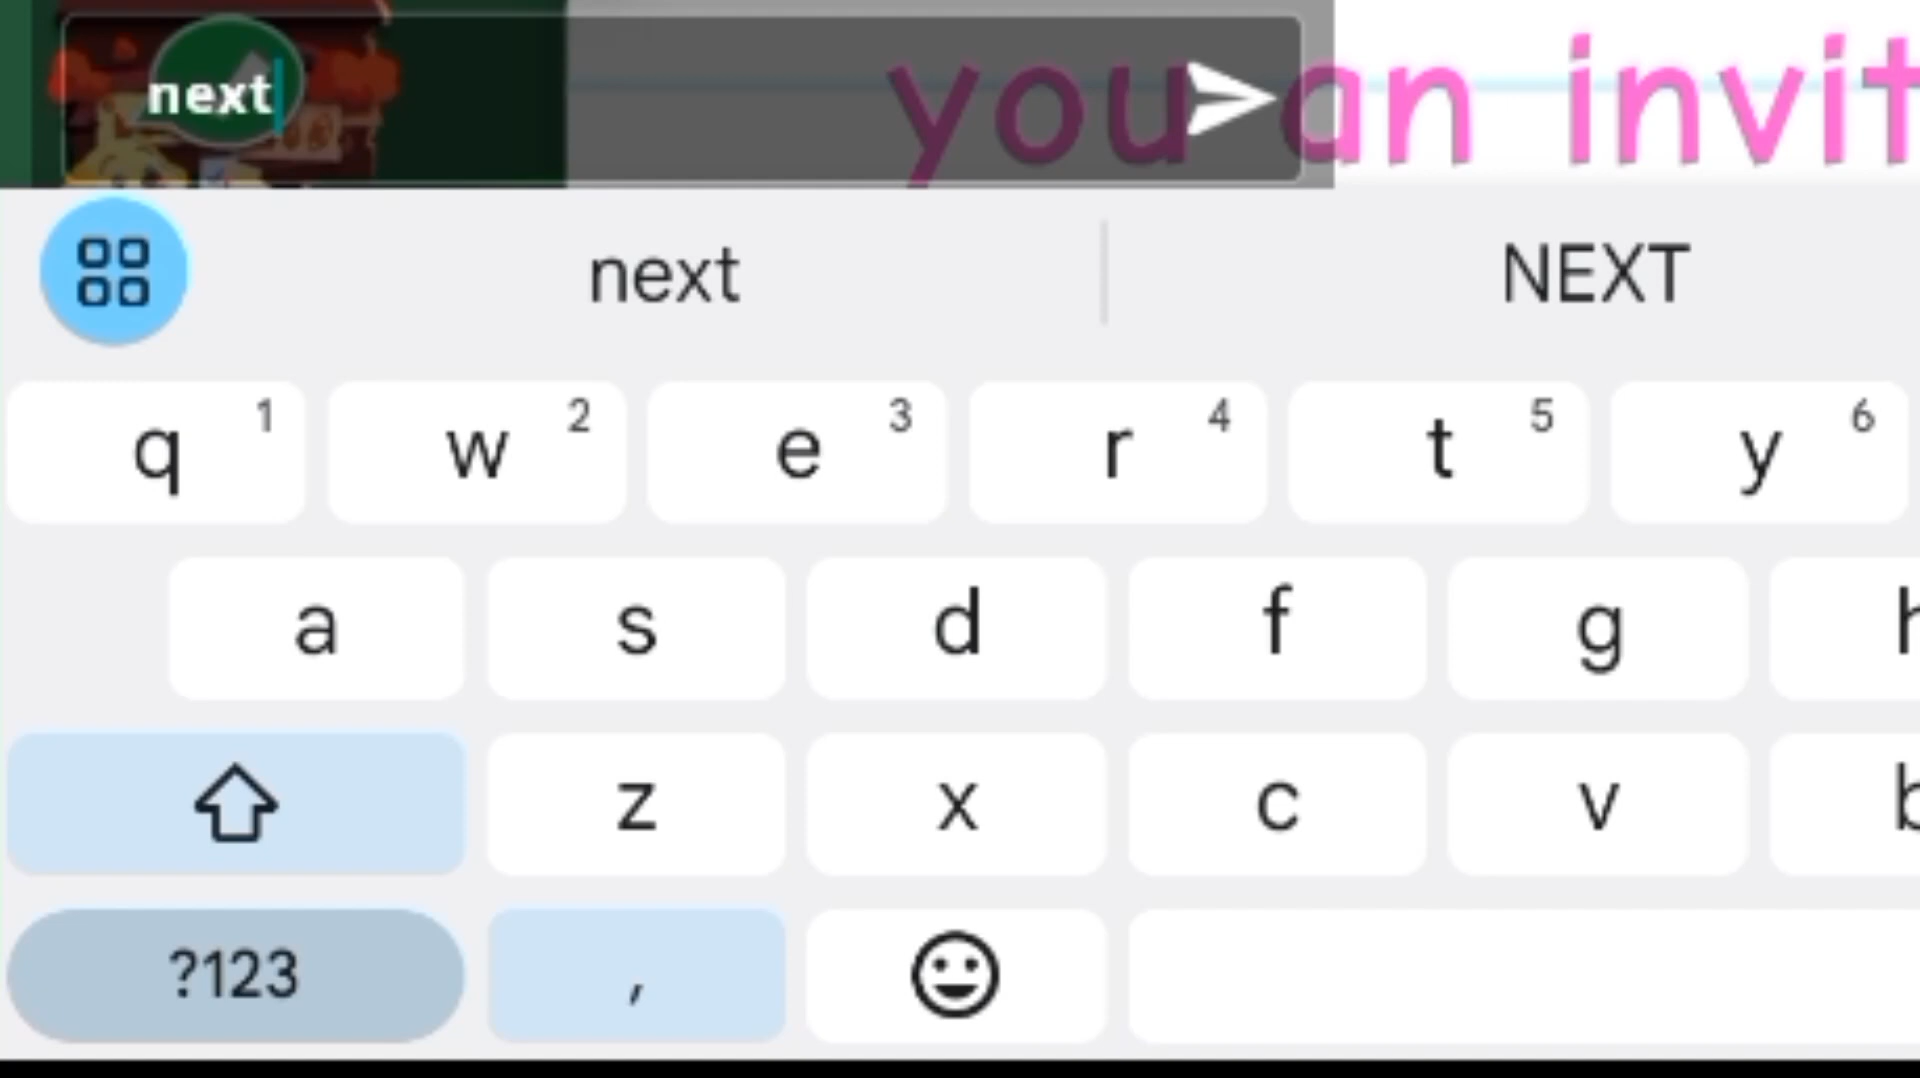 next
you an invit
next NEXT
q 1 w 2 e 3 r 4 t 5 y 6
a s d f g h
z x c v b
?123 ,